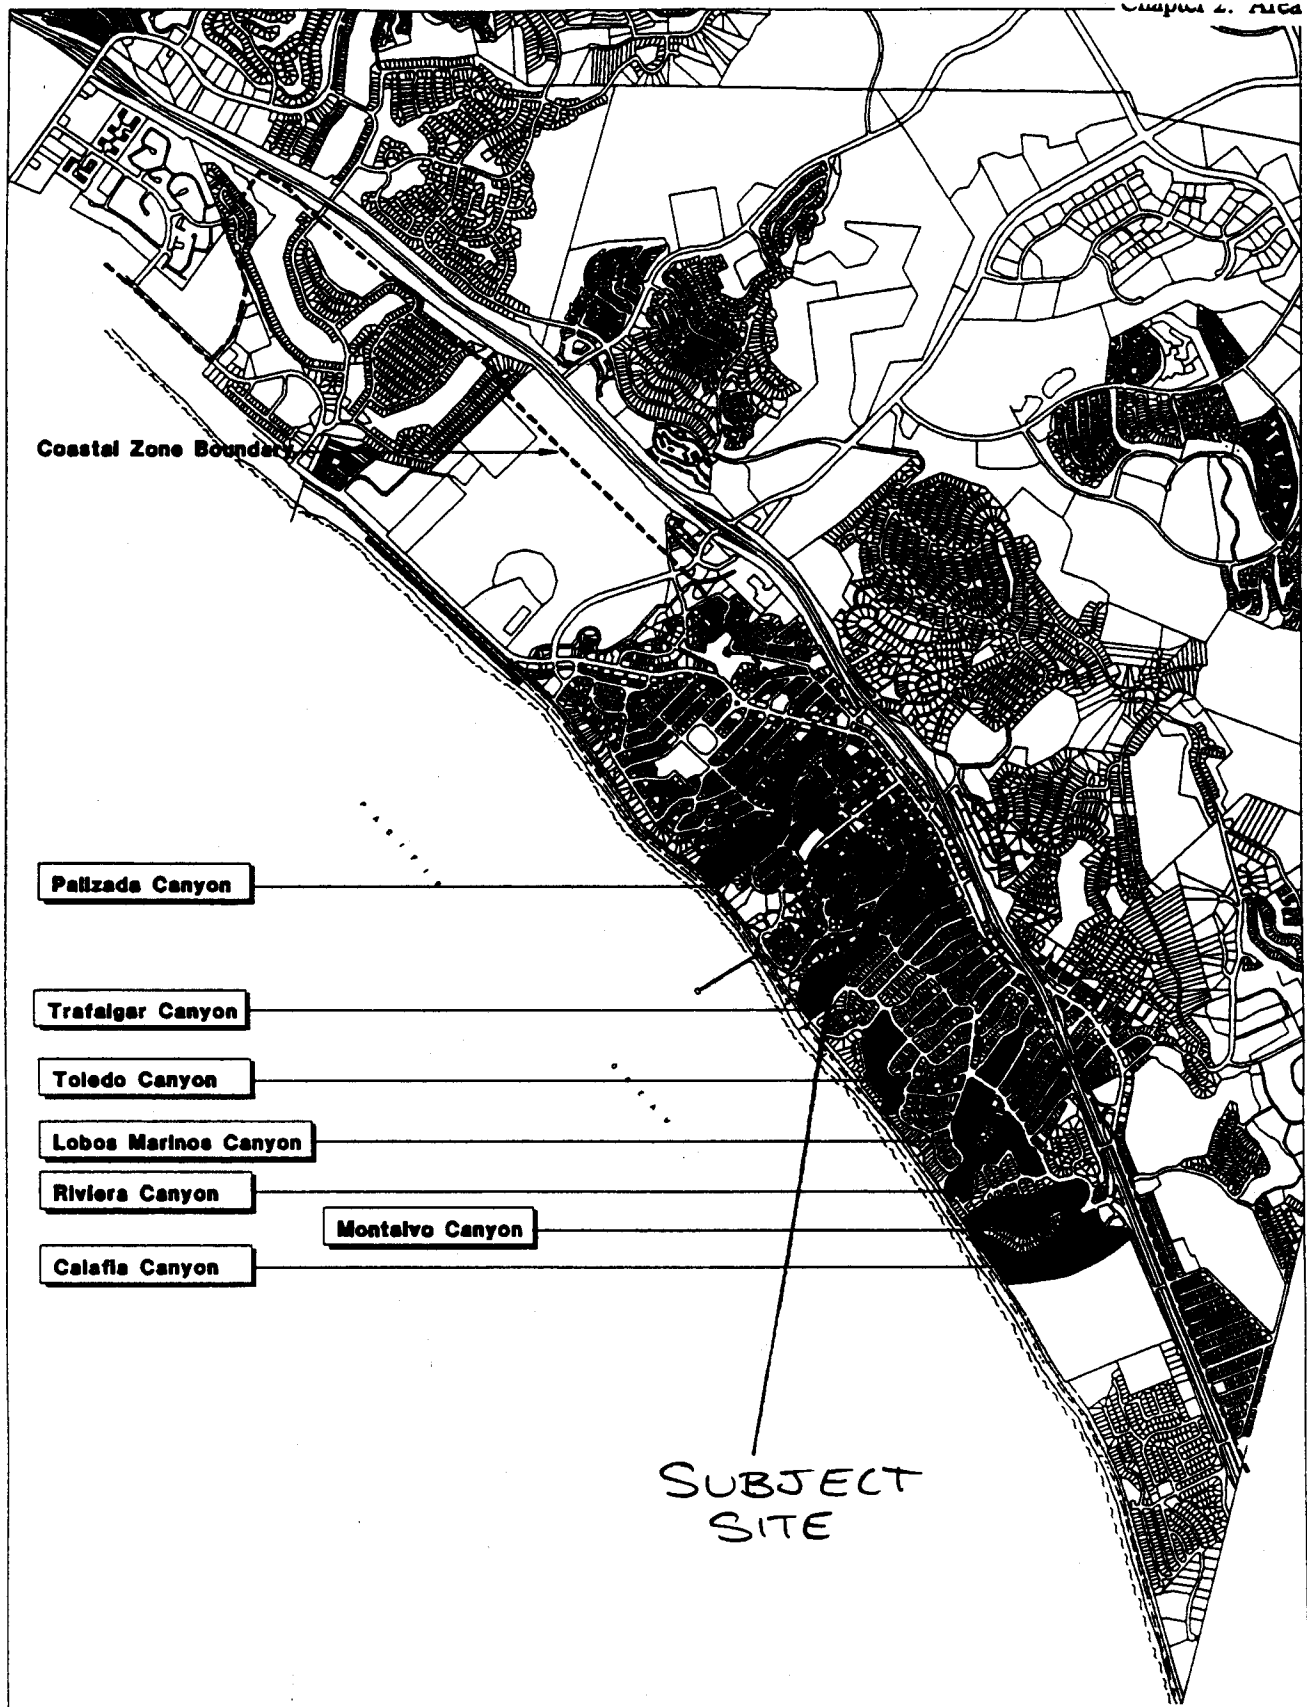 Chapter 2. Area
Coastal Zone Boundary
Palizada Canyon
Trafalgar Canyon
Toledo Canyon
Lobos Marinos Canyon
Riviera Canyon
Montalvo Canyon
Calafia Canyon
SUBJECT
SITE